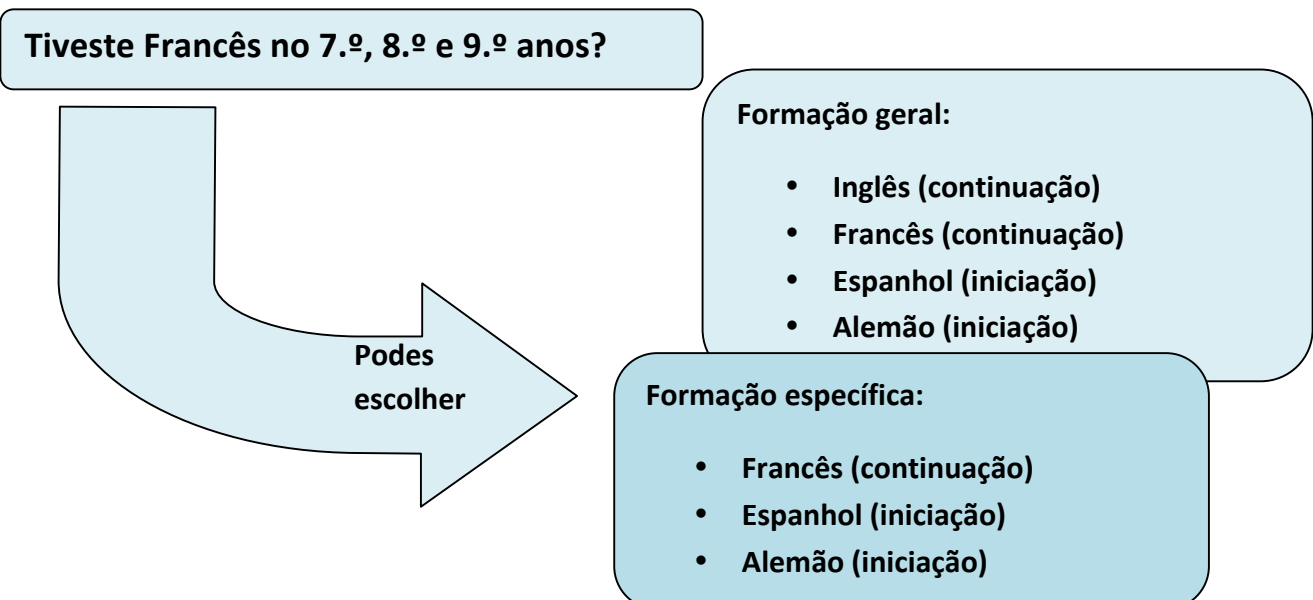 Tiveste Francês no 7.º, 8.º e 9.º anos?
Formação geral:
• Inglês (continuação)
• Francês (continuação)
• Espanhol (iniciação)
• Alemão (iniciação)
Podes
escolher
Formação específica:
• Francês (continuação)
• Espanhol (iniciação)
• Alemão (iniciação)